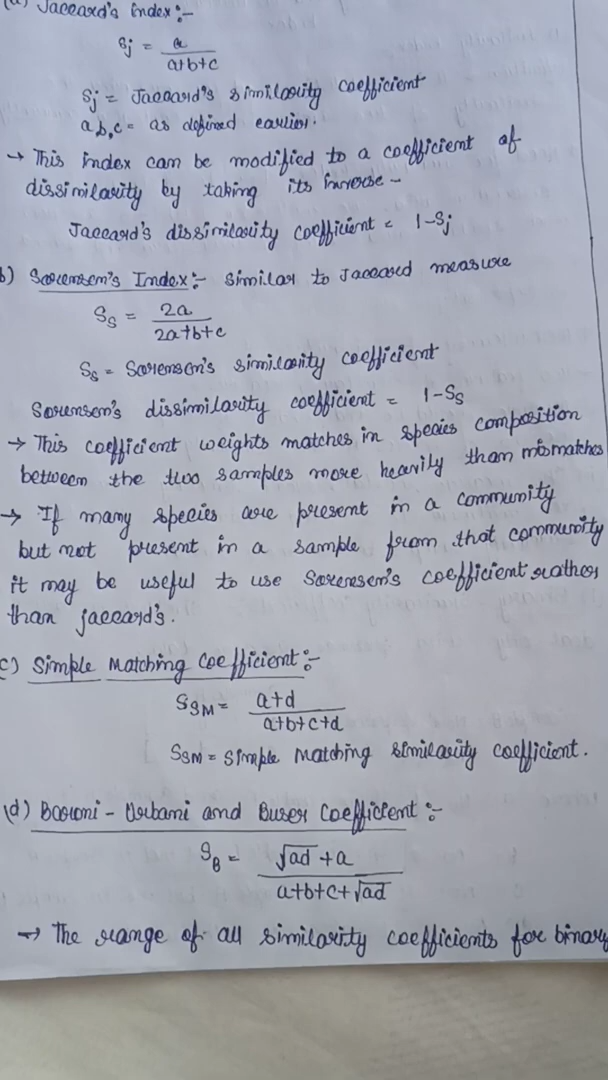 (a) Jaccard's index:-
Sj = a / a+b+c
Sj = Jaccard's similarity coefficient
a,b,c = as defined earlier.
→ This index can be modified to a coefficient of
dissimilarity by taking its inverse -
Jaccard's dissimilarity coefficient = 1-Sj
b) Sorensen's Index:- Similar to Jaccard measure
Ss = 2a / 2a+b+c
Ss = Sorensen's similarity coefficient
Sorensen's dissimilarity coefficient = 1-Ss
→ This coefficient weights matches in species composition
between the two samples more heavily than mismatches
→ If many species are present in a community
but not present in a sample from that community
it may be useful to use Sorensen's coefficient rather
than jaccard's.
c) Simple Matching Coefficient:-
SSM = a+d / a+b+c+d
SSM = Simple Matching similarity coefficient.
(d) Baroni - Urbani and Buser Coefficient:-
SB = √ad + a / a+b+c+√ad
→ The range of all similarity coefficients for binary